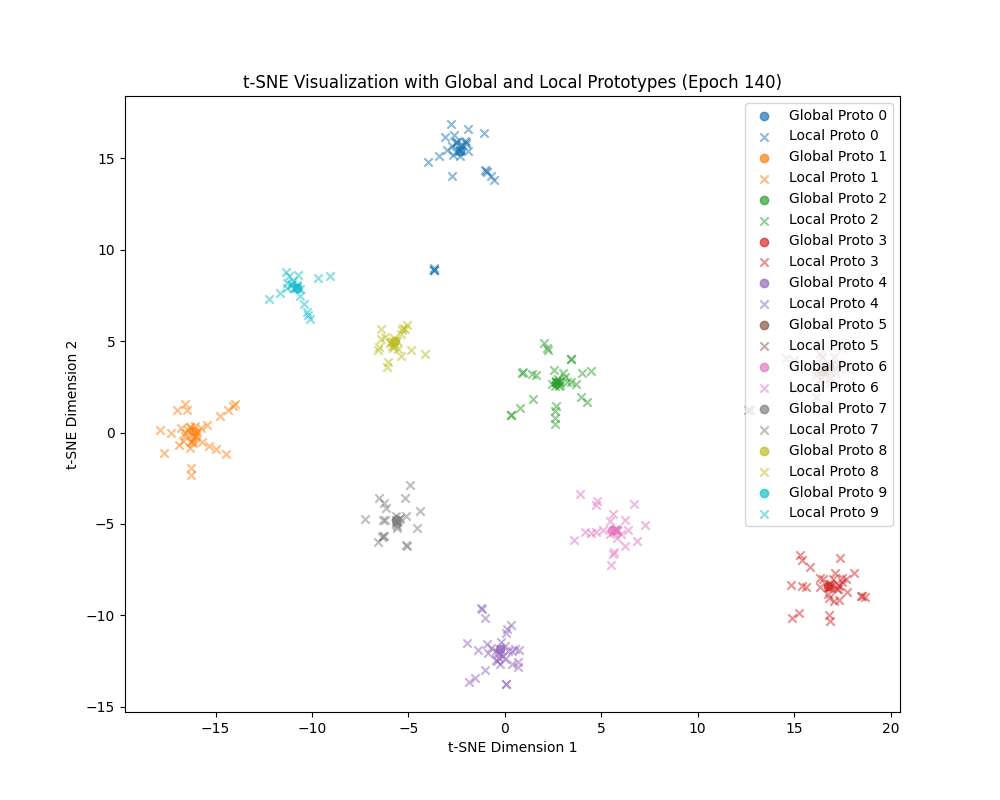 t-SNE Visualization with Global and Local Prototypes (Epoch 140)
Global Proto 0
Local Proto 0
Global Proto 1
Local Proto 1
Global Proto 2
Local Proto 2
Global Proto 3
Local Proto 3
Global Proto 4
Local Proto 4
Global Proto 5
Local Proto 5
Global Proto 6
Local Proto 6
Global Proto 7
Local Proto 7
Global Proto 8
Local Proto 8
Global Proto 9
Local Proto 9
15
10
5
0
−5
−10
−15
t-SNE Dimension 2
−15 −10 −5 0 5 10 15 20
t-SNE Dimension 1